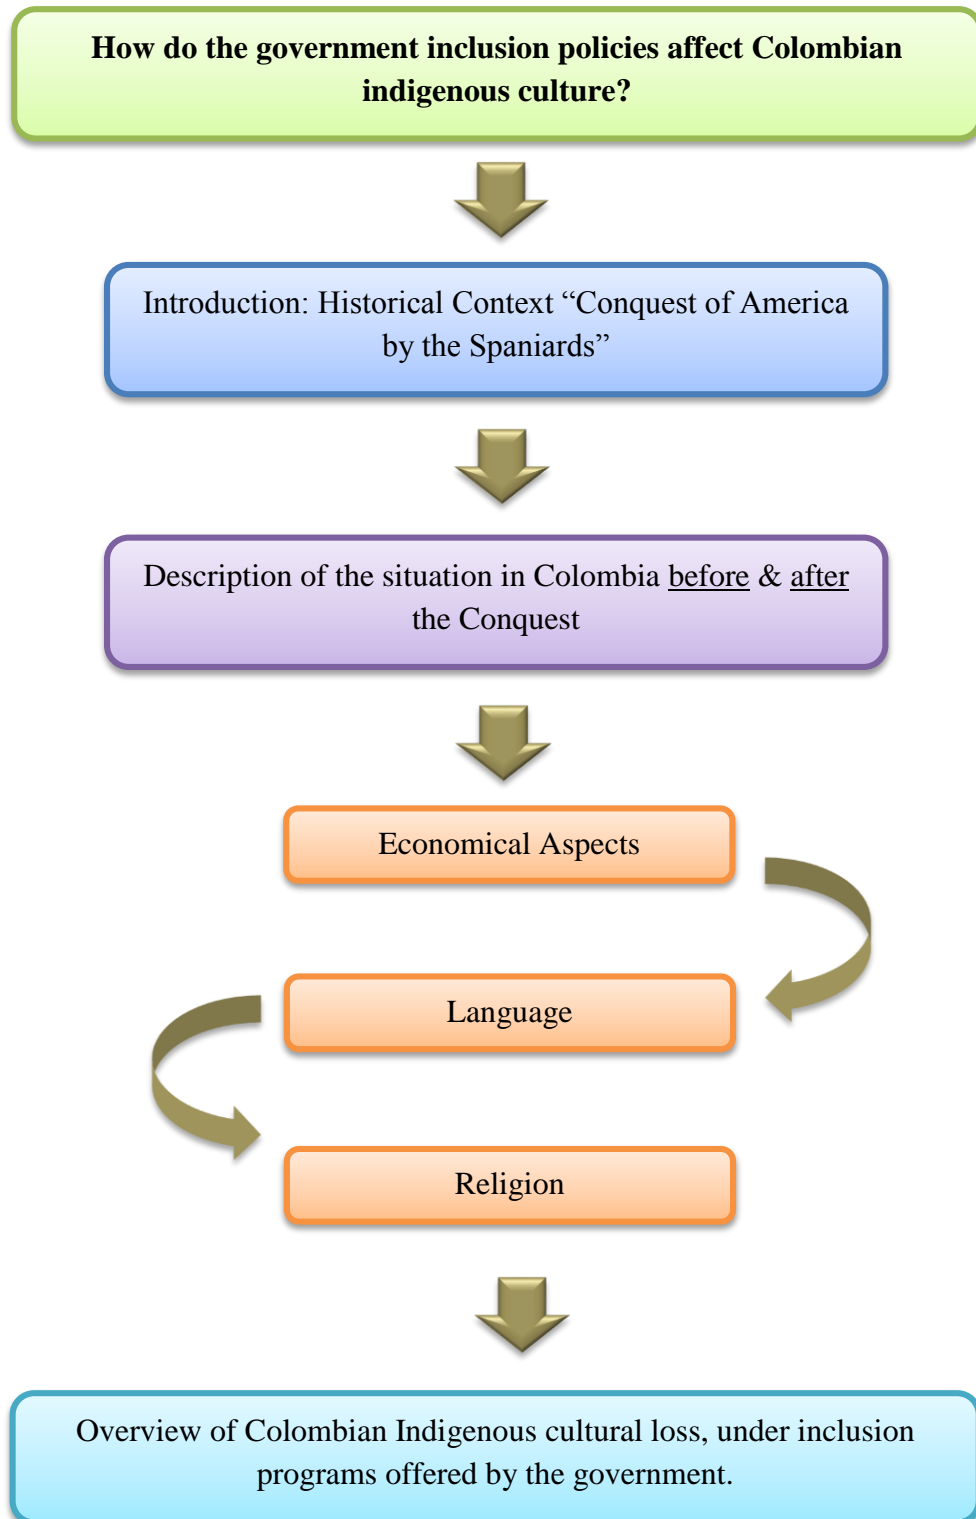 How do the government inclusion policies affect Colombian
indigenous culture?
Introduction: Historical Context “Conquest of America
by the Spaniards”
Description of the situation in Colombia before & after
the Conquest
Economical Aspects
Language
Religion
Overview of Colombian Indigenous cultural loss, under inclusion
programs offered by the government.